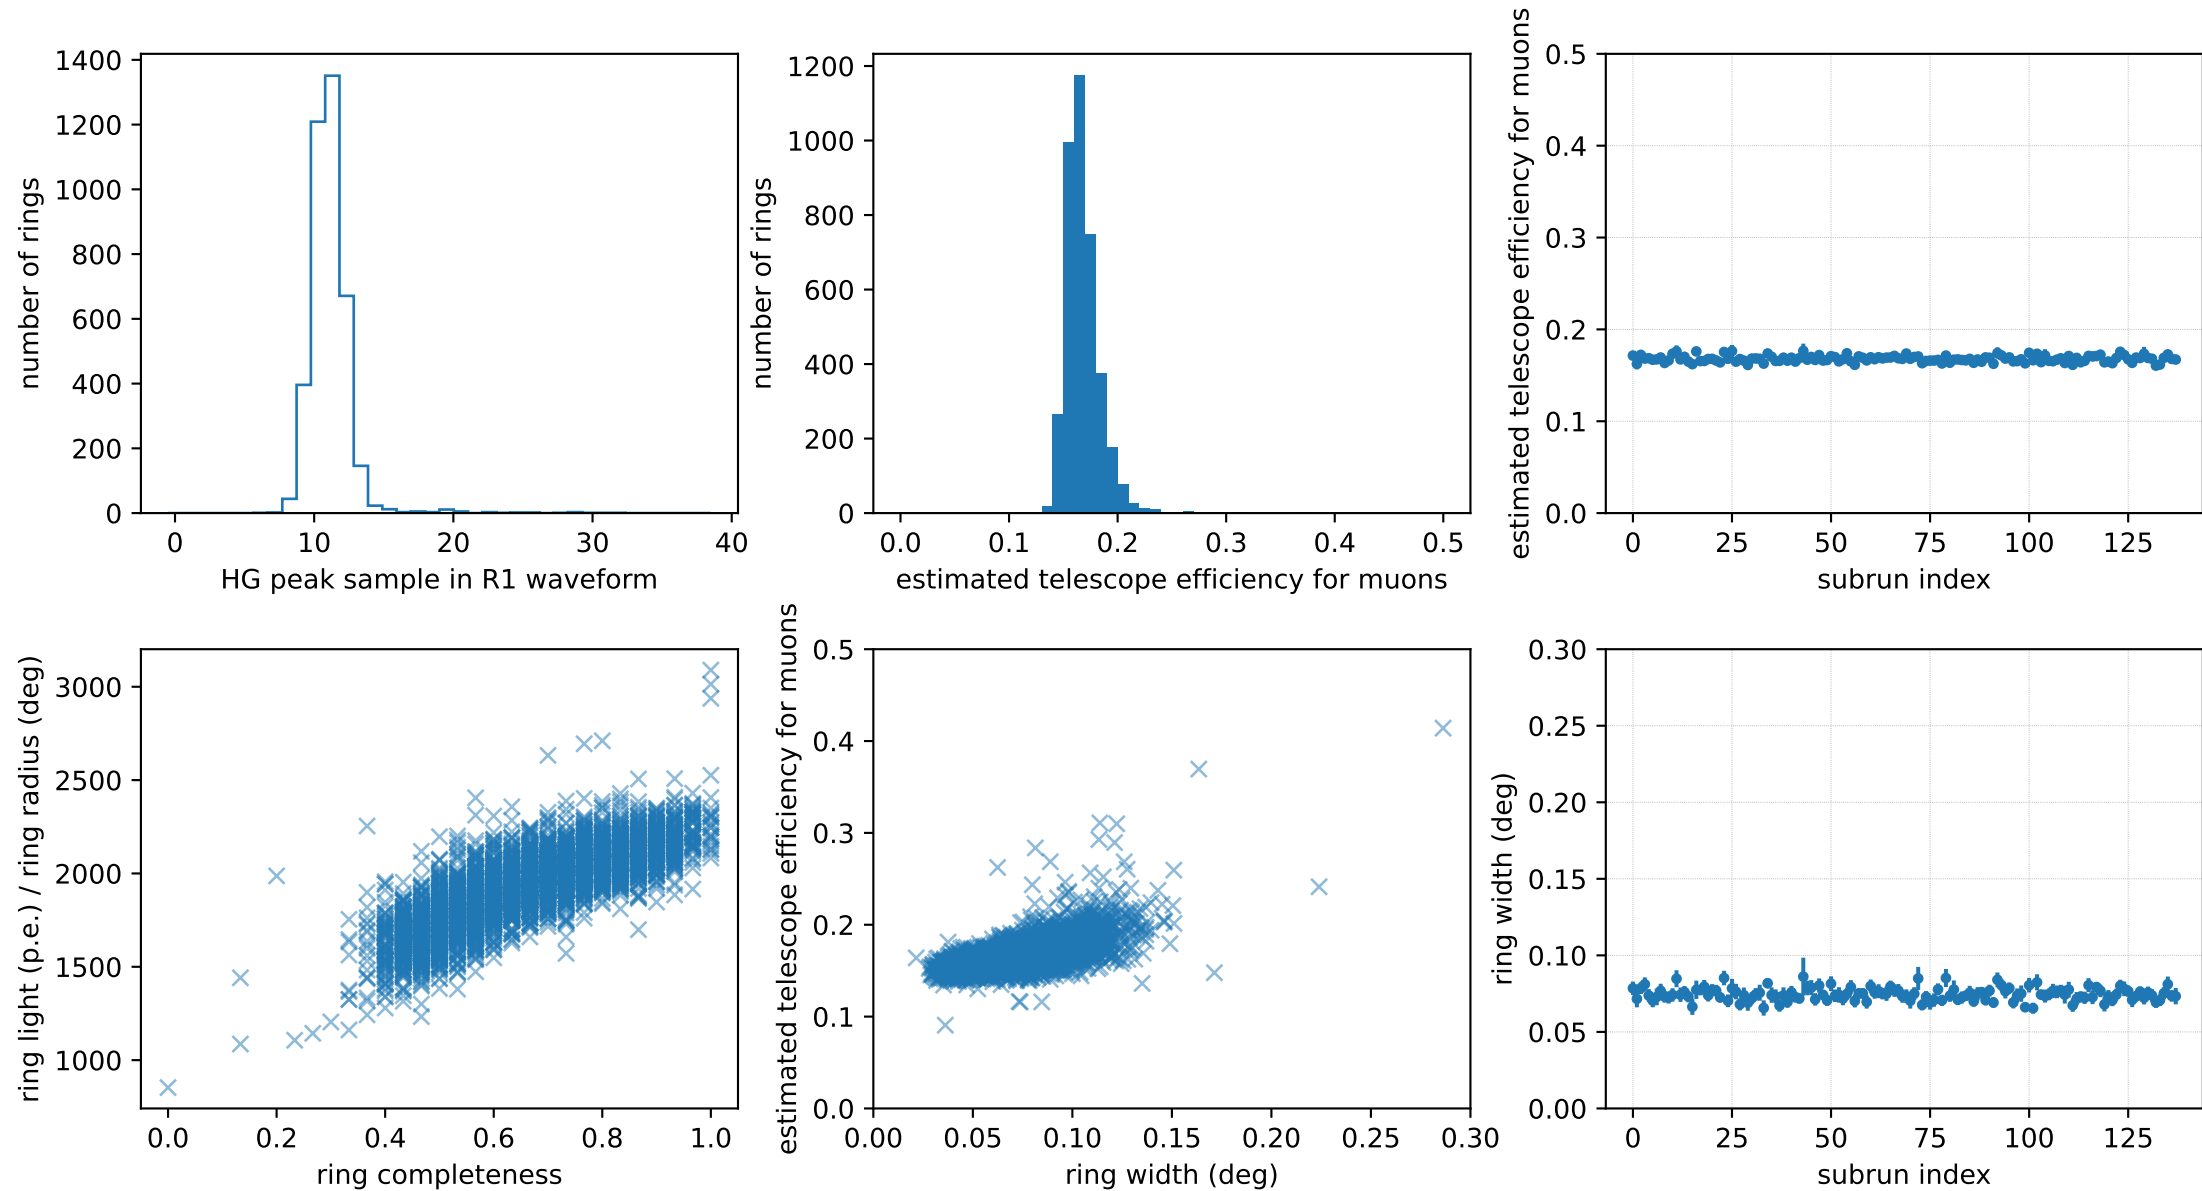 number of rings
1400
1200
1000
800
600
400
200
0
0 10 20 30 40
HG peak sample in R1 waveform
number of rings
1200
1000
800
600
400
200
0
0.0 0.1 0.2 0.3 0.4 0.5
estimated telescope efficiency for muons
estimated telescope efficiency for muons
0.5
0.4
0.3
0.2
0.1
0.0
0 25 50 75 100 125
subrun index
ring light (p.e.) / ring radius (deg)
3000
2500
2000
1500
1000
0.0 0.2 0.4 0.6 0.8 1.0
ring completeness
estimated telescope efficiency for muons
0.5
0.4
0.3
0.2
0.1
0.0
0.00 0.05 0.10 0.15 0.20 0.25 0.30
ring width (deg)
ring width (deg)
0.30
0.25
0.20
0.15
0.10
0.05
0.00
0 25 50 75 100 125
subrun index